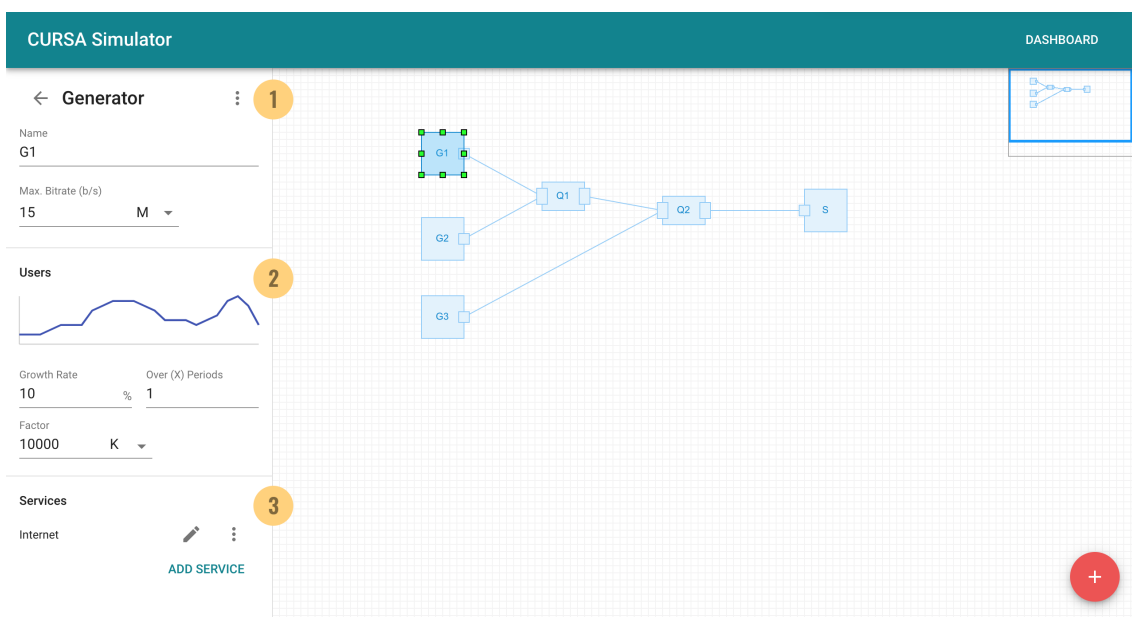 CURSA Simulator DASHBOARD
Generator 1
Name
G1
Max. Bitrate (b/s)
15 M
Users 2
Growth Rate Over (X) Periods
10 % 1
Factor
10000 K
Services 3
Internet
ADD SERVICE
G1
Q1
Q2 S
G2
G3